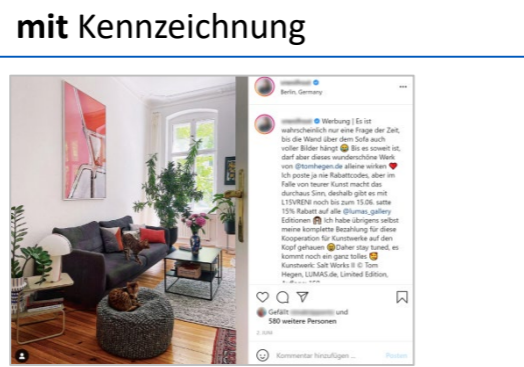 mit Kennzeichnung
Berlin, Germany
Werbung | Es ist
wahrscheinlich nur eine Frage der Zeit,
bis die Wand über dem Sofa auch
voller Bilder hängt 😂 Bis es soweit ist,
darf aber dieses wunderschöne Werk
von @tomhegen.de alleine wirken ❤️
Ich poste ja nie Rabattcodes, aber im
Falle von teurer Kunst macht das
durchaus Sinn, deshalb gibt es mit
L15VRENI noch bis zum 15.06. satte
15% Rabatt auf alle @lumas_gallery
Editionen Ich habe übrigens selbst
meine komplette Bezahlung für diese
Kooperation für Kunstwerke auf den
Kopf gehauen 😂Daher stay tuned, es
kommt noch ein ganz tolles
Kunstwerk: Salt Works II © Tom
Hegen, LUMAS.de, Limited Edition,
Gefällt und
580 weitere Personen
Kommentar hinzufügen ...
Posten